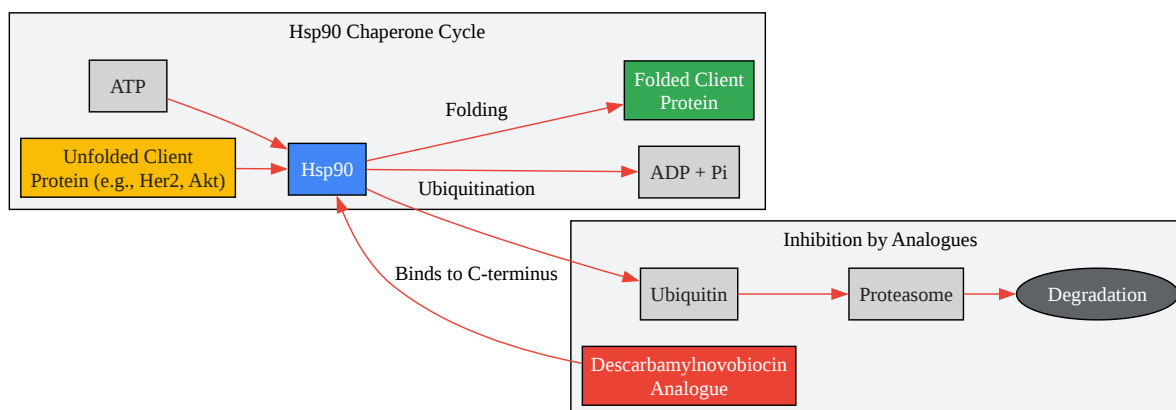 Hsp90 Chaperone Cycle
ATP
Folded Client
Protein
Folding
Unfolded Client
Protein (e.g., Her2, Akt)
Hsp90
ADP + Pi
Ubiquitination
Inhibition by Analogues
Binds to C-terminus
Ubiquitin
Proteasome
Degradation
Descarbamylnovobiocin
Analogue